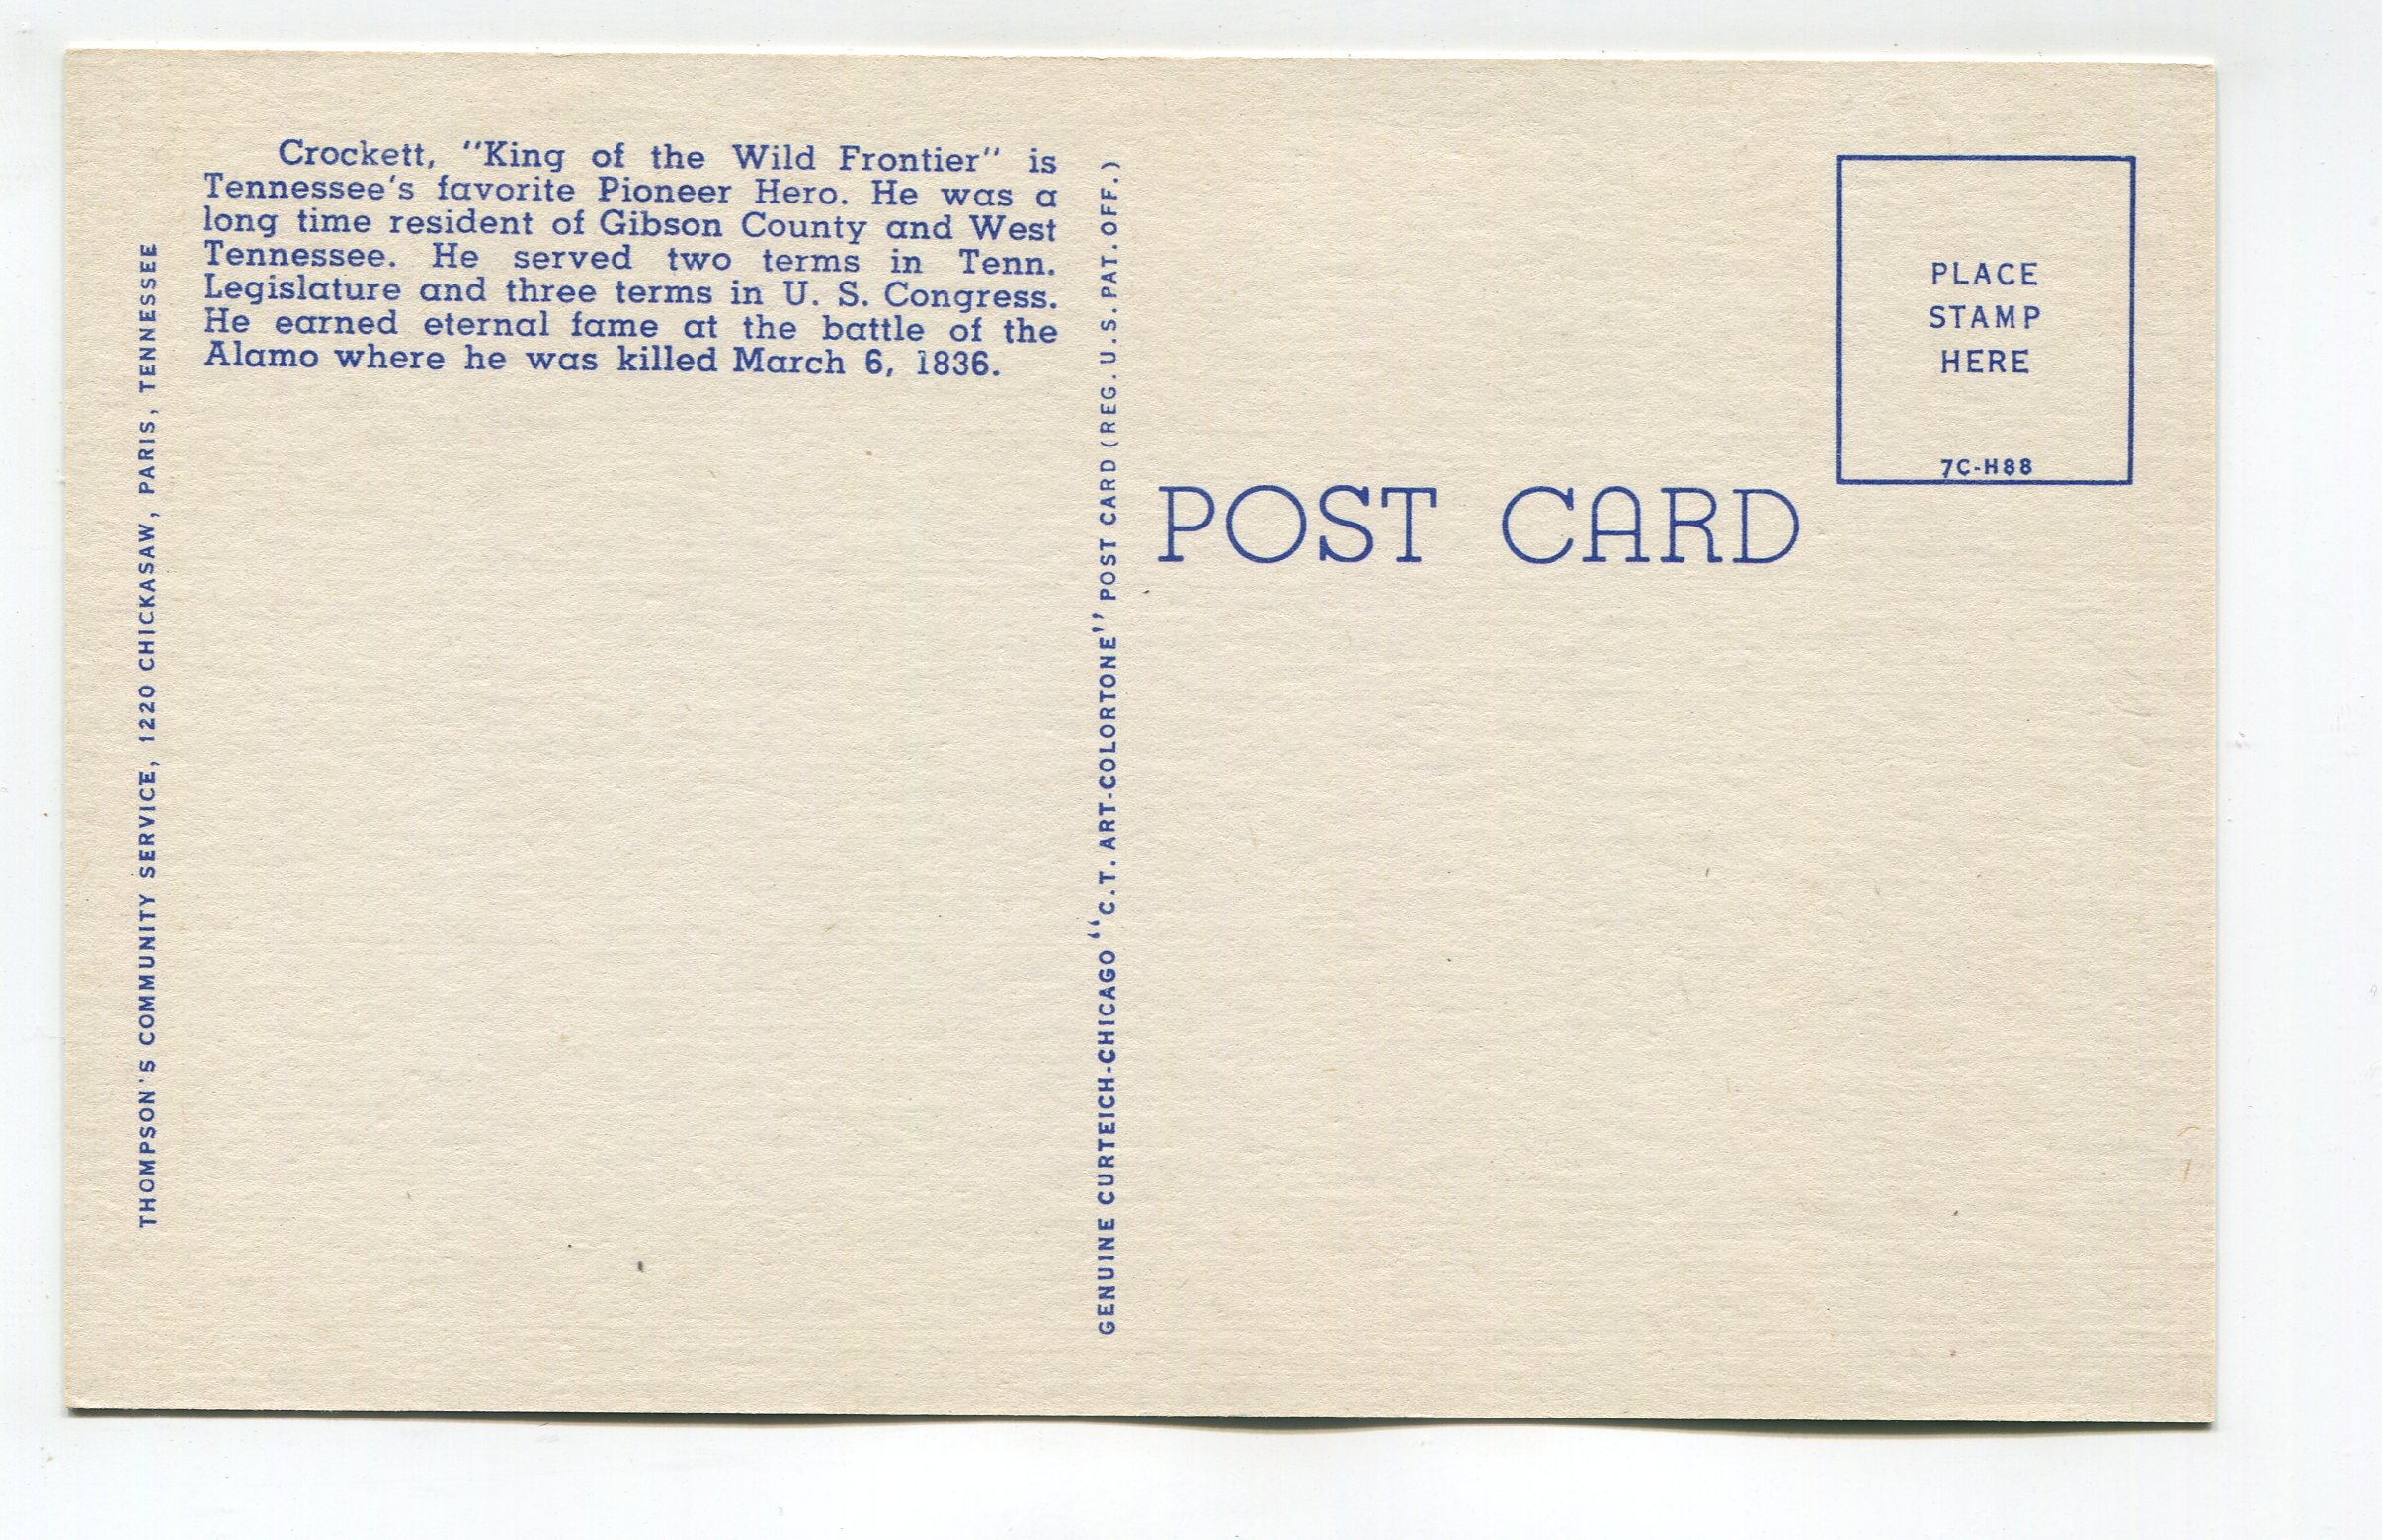 Crockett, "King of the Wild Frontier" is
Tennessee's favorite Pioneer Hero. He was a
long time resident of Gibson County and West
Tennessee. He served two terms in Tenn.
Legislature and three terms in U. S. Congress.
He earned eternal fame at the battle of the
Alamo where he was killed March 6, 1836.
THOMPSON'S COMMUNITY SERVICE, 1220 CHICKASAW, PARIS, TENNESSEE
GENUINE CURTEICH-CHICAGO "C.T. ART-COLORTONE" POST CARD (REG. U.S. PAT. OFF.)
POST CARD
PLACE
STAMP
HERE
7C-H88